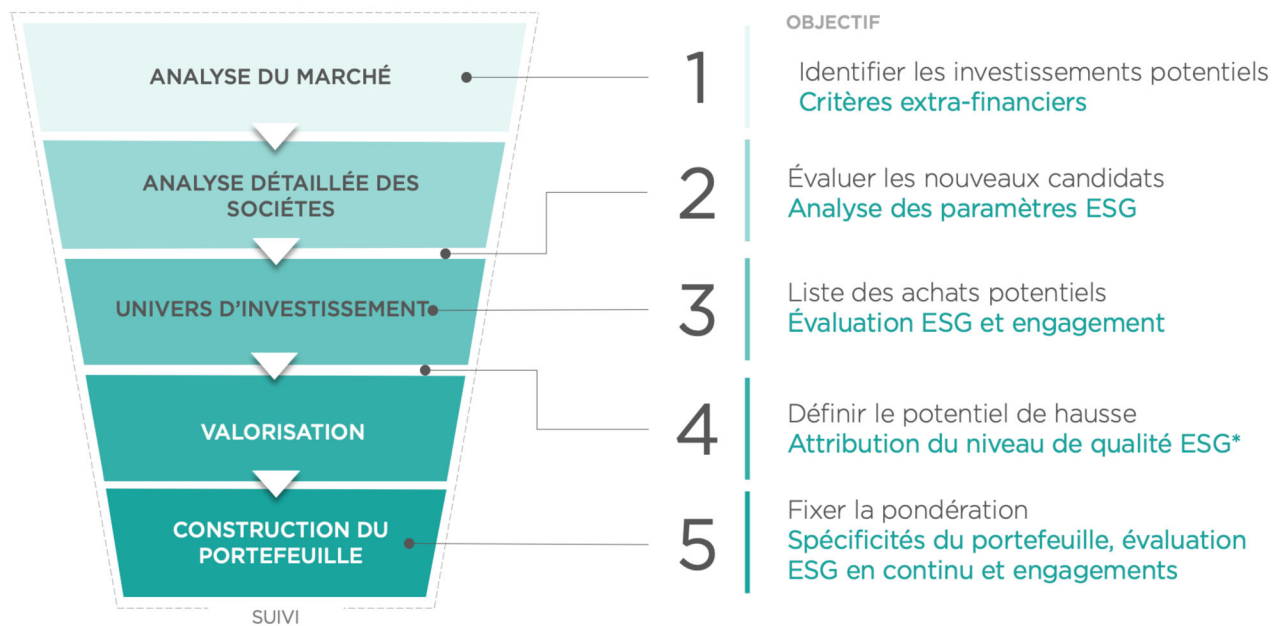 OBJECTIF
ANALYSE DU MARCHÉ
1
Identifier les investissements potentiels
Critères extra-financiers
ANALYSE DÉTAILLÉE DES
SOCIÉTES
2
Évaluer les nouveaux candidats
Analyse des paramètres ESG
UNIVERS D'INVESTISSEMENT
3
Liste des achats potentiels
Évaluation ESG et engagement
VALORISATION
4
Définir le potentiel de hausse
Attribution du niveau de qualité ESG*
CONSTRUCTION DU
PORTEFEUILLE
5
Fixer la pondération
Spécificités du portefeuille, évaluation
ESG en continu et engagements
SUIVI